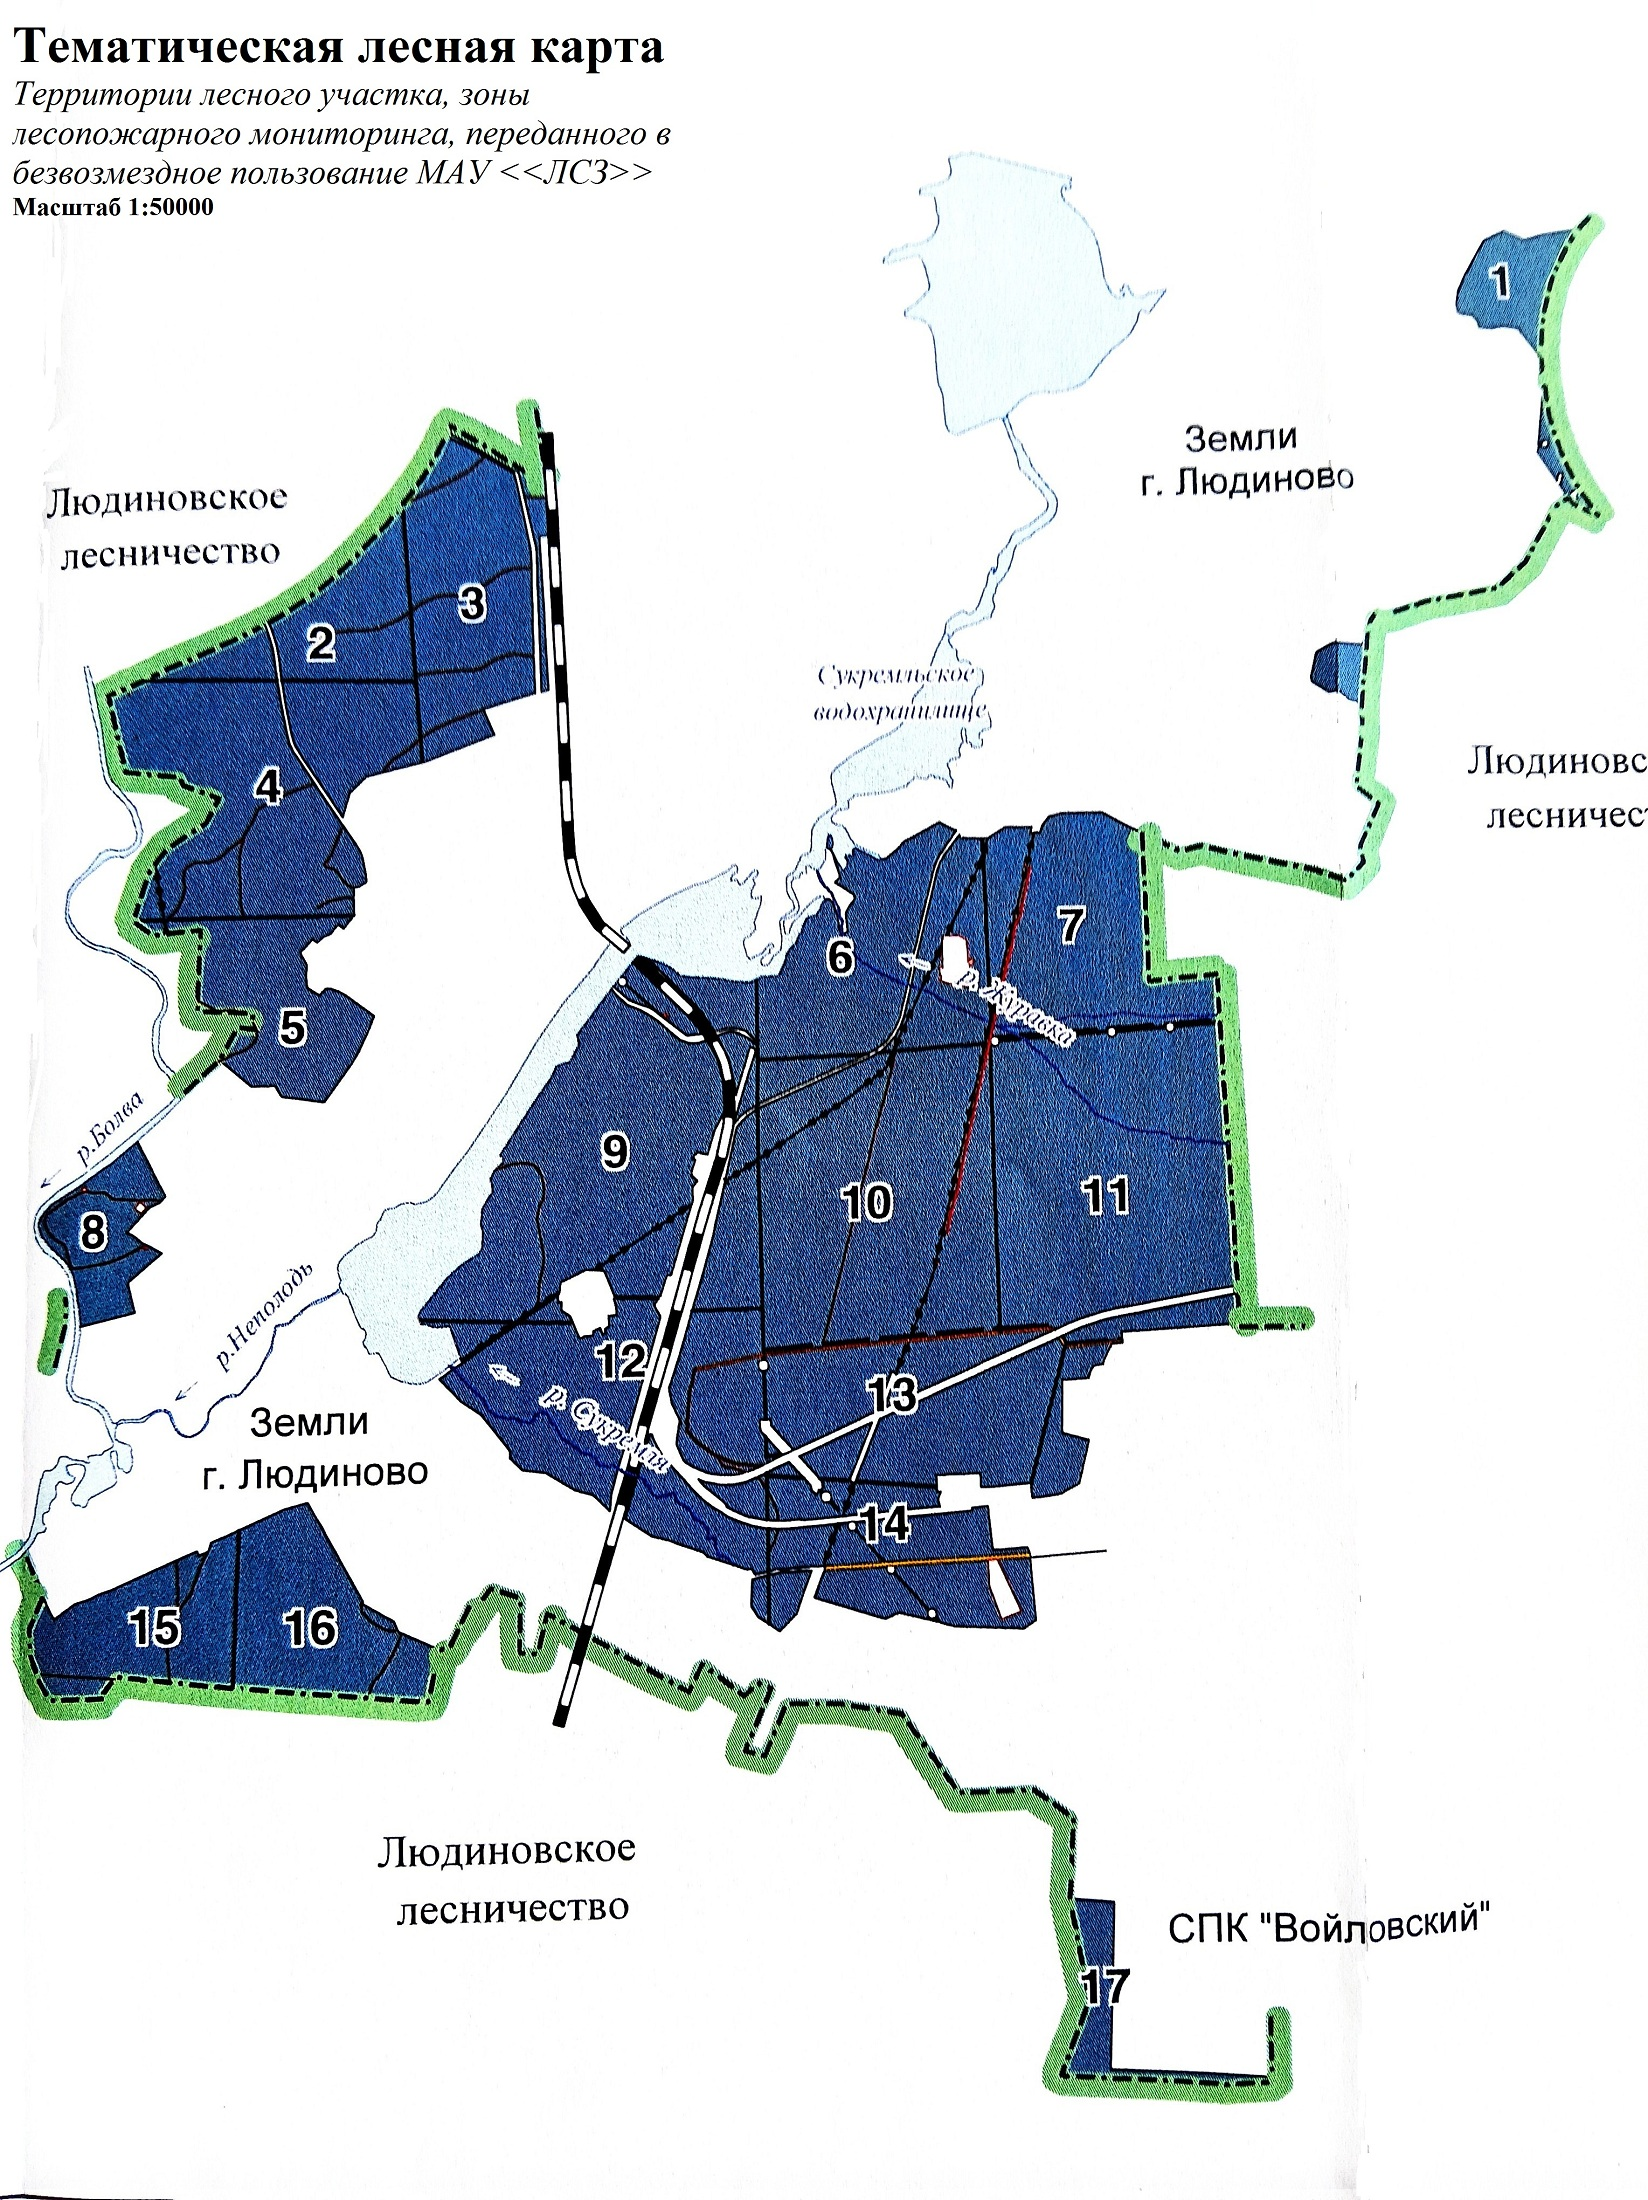 Тематическая лесная карта
Территории лесного участка, зоны
лесопожарного мониторинга, переданного в
безвозмездное пользование МАУ <<ЛСЗ>>
Масштаб 1:50000
1
Земли
г. Людиново
Людиновское
лесничество
3
2
Сукремльское
водохранилище
Людиновс
лесничес
4
7
6
р. Журавка
5
р.Болва
9
11
10
8
р.Неполодь
12
13
р. Сукремля
Земли
г. Людиново
14
15
16
Людиновское
лесничество
СПК "Войловский"
17